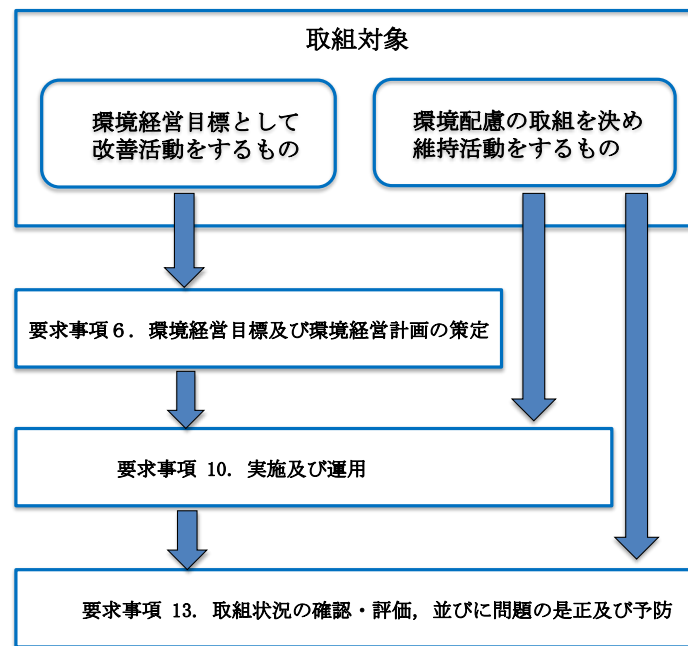 取組対象
環境経営目標として
改善活動をするもの
環境配慮の取組を決め
維持活動をするもの
要求事項６．環境経営目標及び環境経営計画の策定
要求事項 10．実施及び運用
要求事項 13．取組状況の確認・評価，並びに問題の是正及び予防